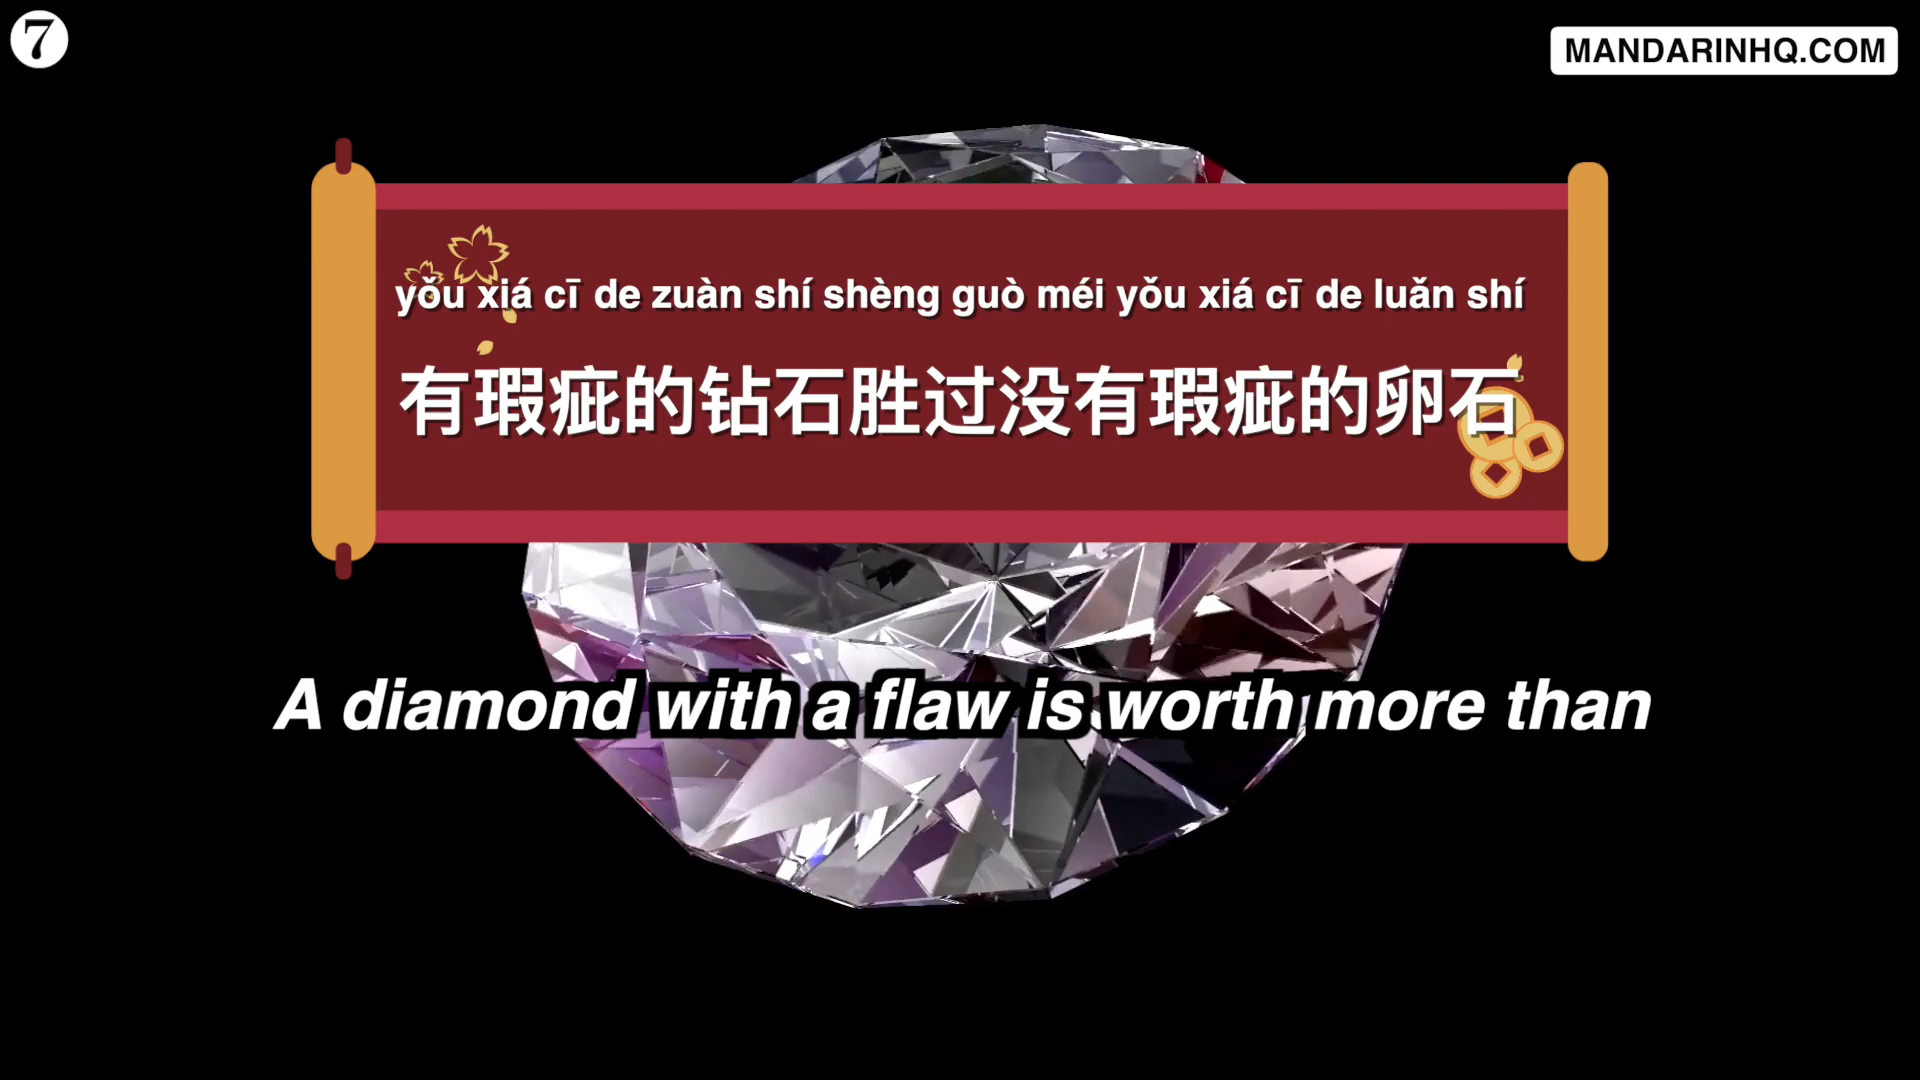 7
MANDARINHQ.COM
yǒu xiá cī de zuàn shí shèng guò méi yǒu xiá cī de luǎn shí
有瑕疵的钻石胜过没有瑕疵的卵石
A diamond with a flaw is worth more than